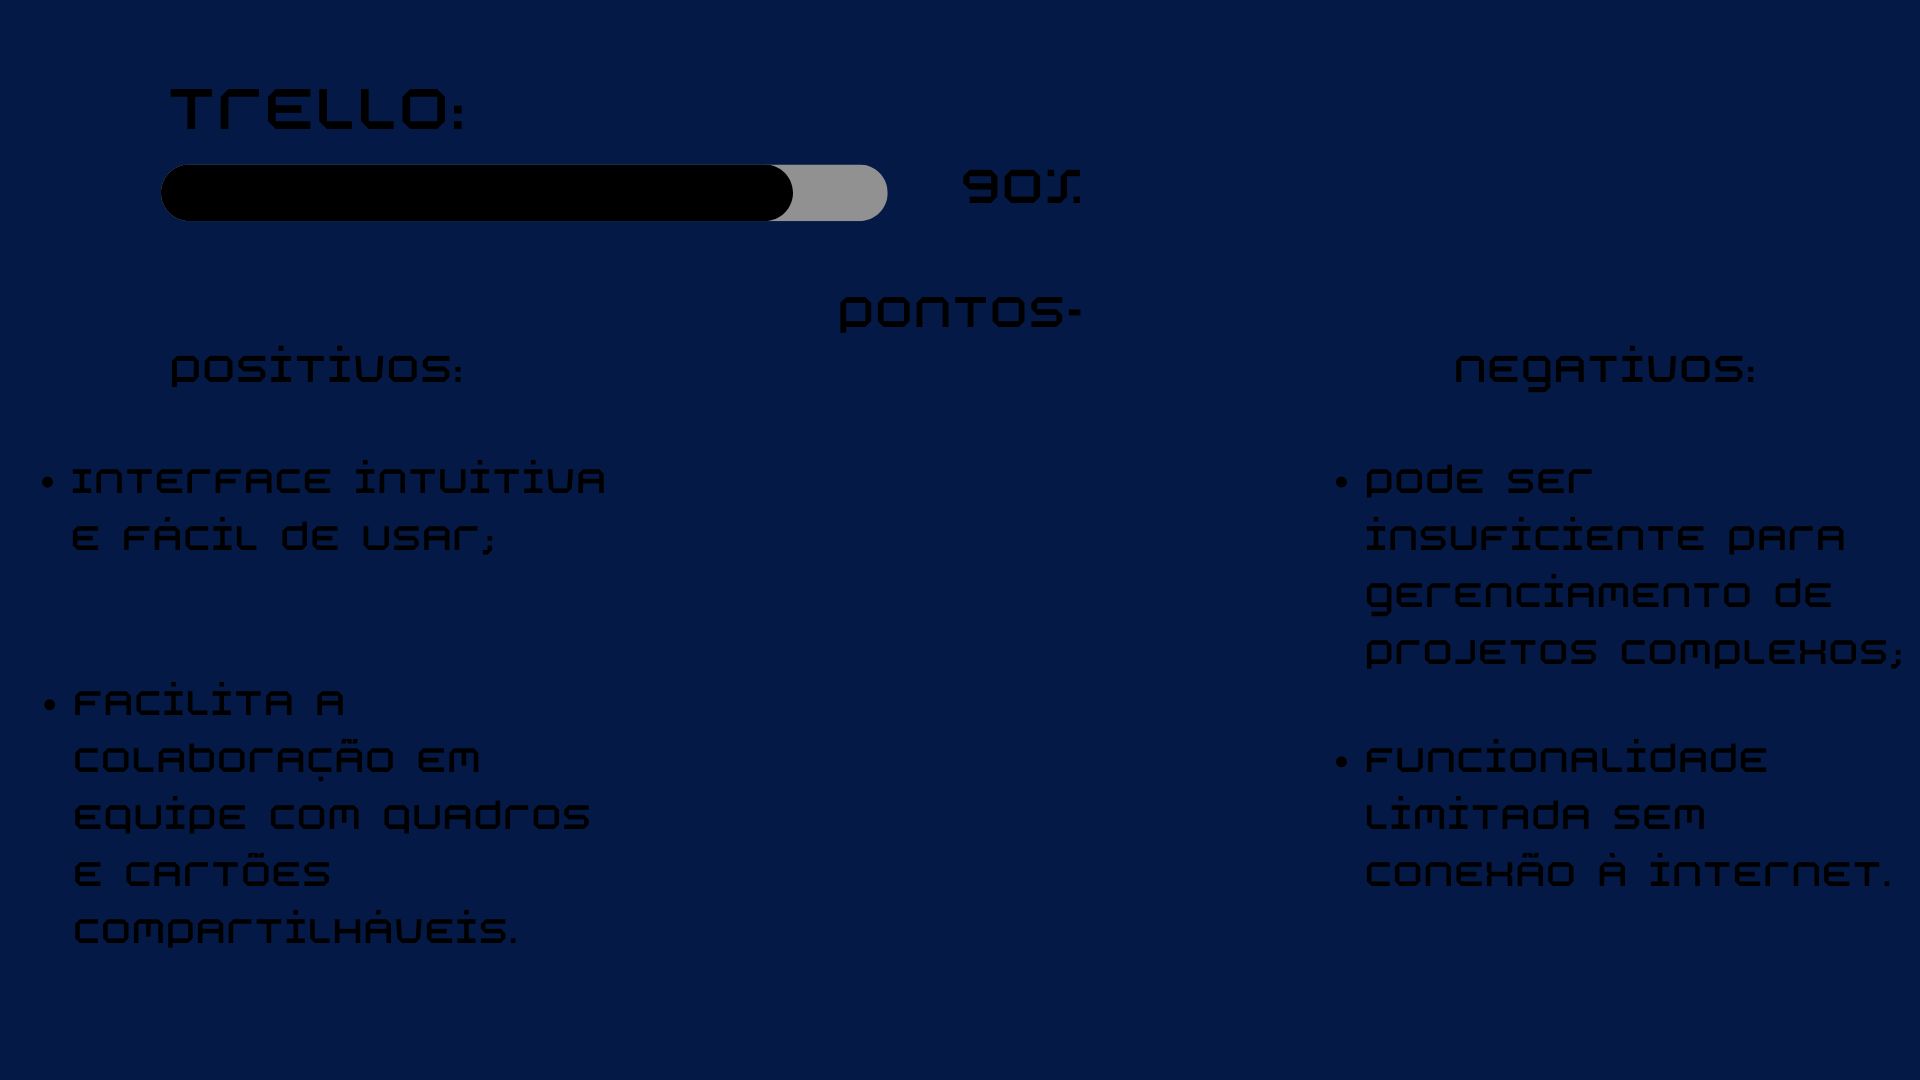 Trello:
90%
Pontos-
Positivos:
Interface intuitiva
e fácil de usar;
Facilita a
colaboração em
equipe com quadros
e cartões
compartilháveis.
Negativos:
Pode ser
insuficiente para
gerenciamento de
projetos complexos;
Funcionalidade
limitada sem
conexão à internet.